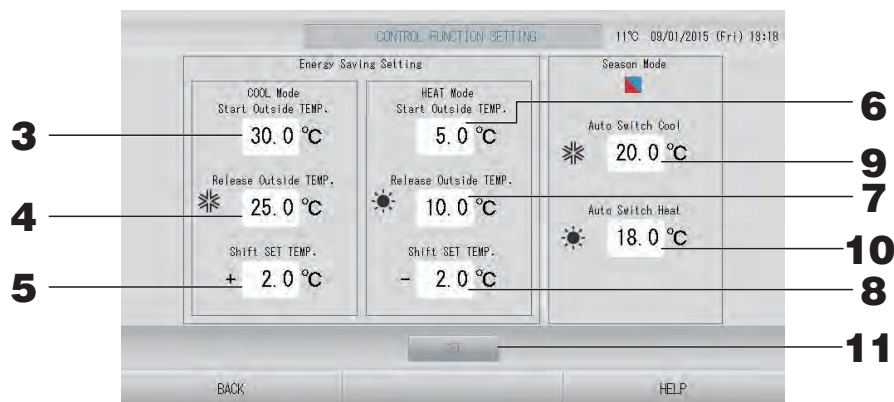 CONTROL FUNCTION SETTING
11℃ 09/01/2015 (Fri) 18:18
Energy Saving Setting
COOL Mode
Start Outside TEMP.
3
30.0 ℃
Release Outside TEMP.
4
25.0 ℃
Shift SET TEMP.
5
+ 2.0 ℃
HEAT Mode
Start Outside TEMP.
5.0 ℃
6
Release Outside TEMP.
10.0 ℃
7
Shift SET TEMP.
- 2.0 ℃
8
Season Mode
Auto Switch Cool
20.0 ℃
9
Auto Switch Heat
18.0 ℃
10
SET
11
BACK
HELP